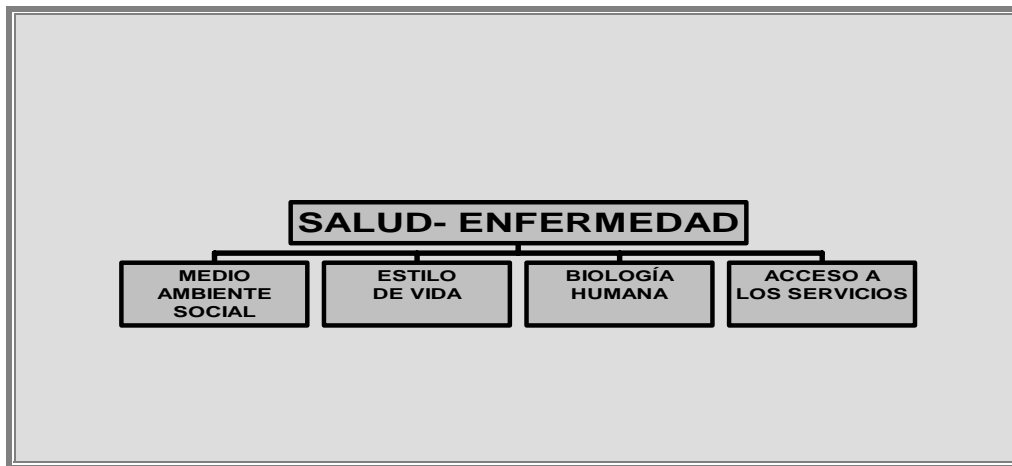 SALUD- ENFERMEDAD
MEDIO
AMBIENTE
SOCIAL
ESTILO
DE VIDA
BIOLOGÍA
HUMANA
ACCESO A
LOS SERVICIOS